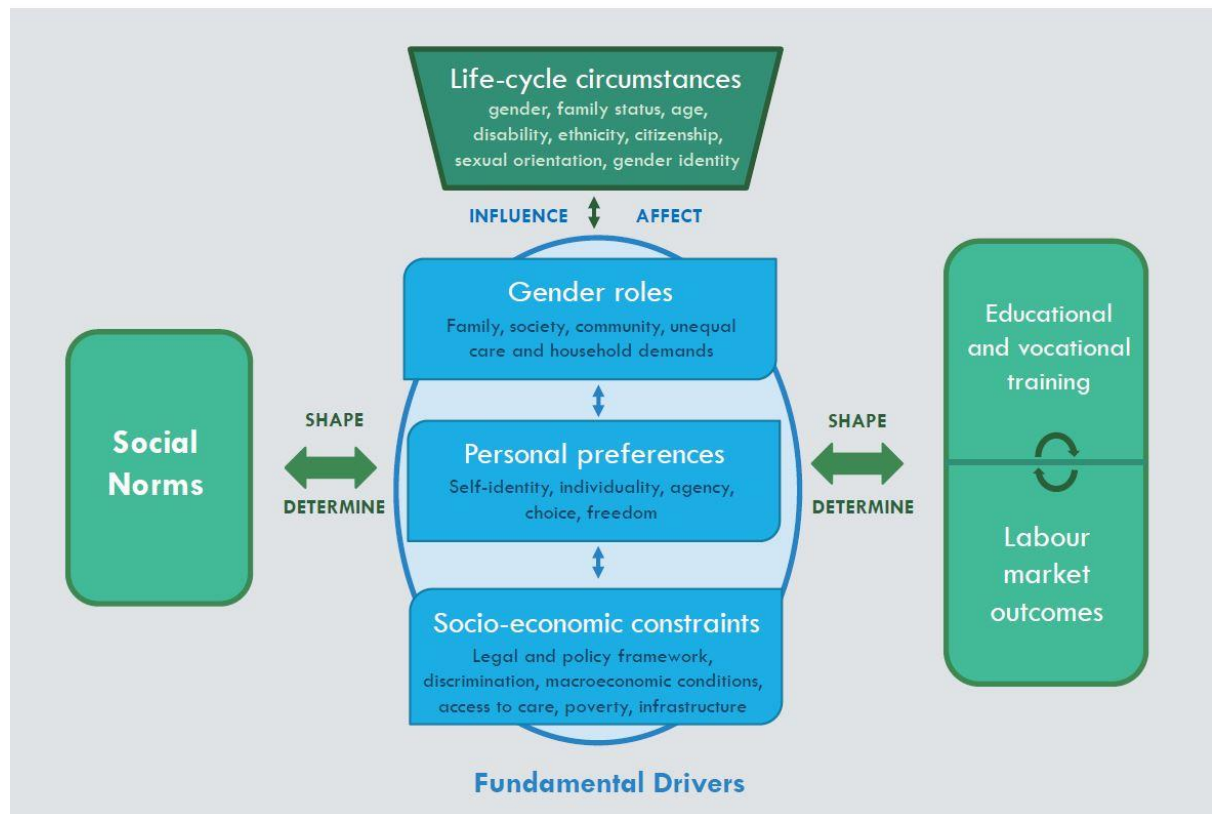 Life-cycle circumstances
gender, family status, age,
disability, ethnicity, citizenship,
sexual orientation, gender identity
INFLUENCE AFFECT
Gender roles
Family, society, community, unequal
care and household demands
Social
Norms
SHAPE
DETERMINE
Personal preferences
Self-identity, individuality, agency,
choice, freedom
SHAPE
DETERMINE
Educational
and vocational
training
Labour
market
outcomes
Socio-economic constraints
Legal and policy framework,
discrimination, macroeconomic conditions,
access to care, poverty, infrastructure
Fundamental Drivers